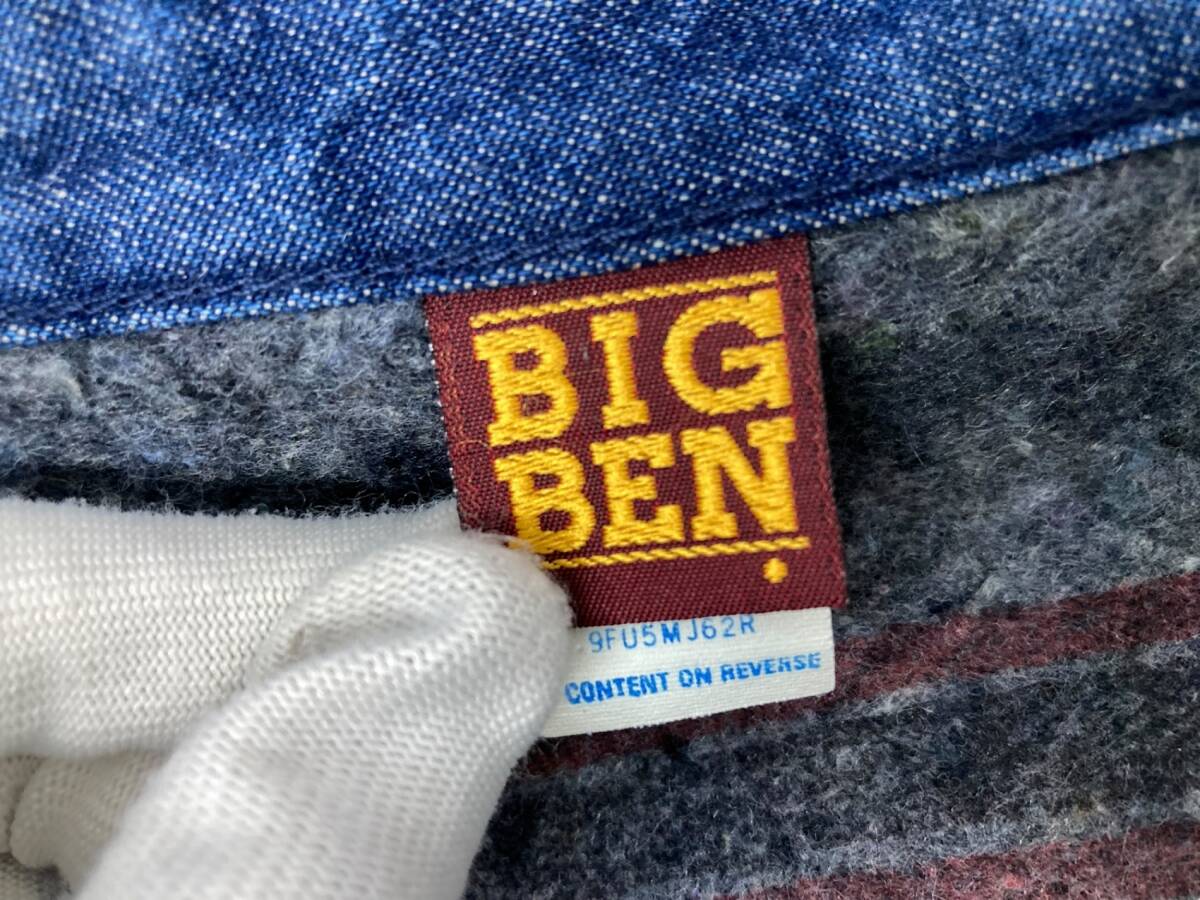 BIG
BEN
9FU5MJ62R
CONTENT ON REVERSE